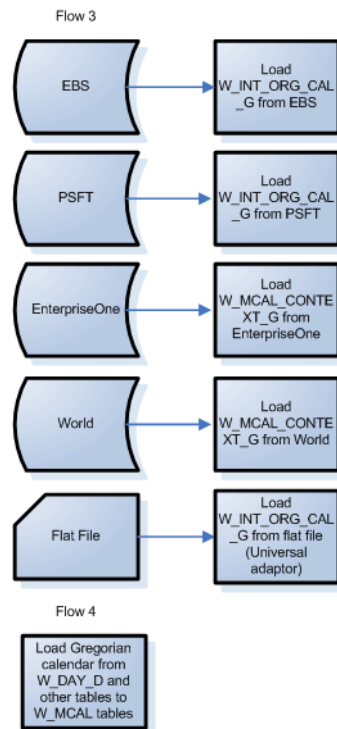 Flow 3
EBS
Load
W_INT_ORG_CAL
_G from EBS
PSFT
Load
W_INT_ORG_CAL
_G from PSFT
EnterpriseOne
Load
W_MCAL_CONTE
XT_G from
EnterpriseOne
World
Load
W_MCAL_CONTE
XT_G from World
Flat File
Load
W_INT_ORG_CAL
_G from flat file
(Universal
adaptor)
Flow 4
Load Gregorian
calendar from
W_DAY_D and
other tables to
W_MCAL tables